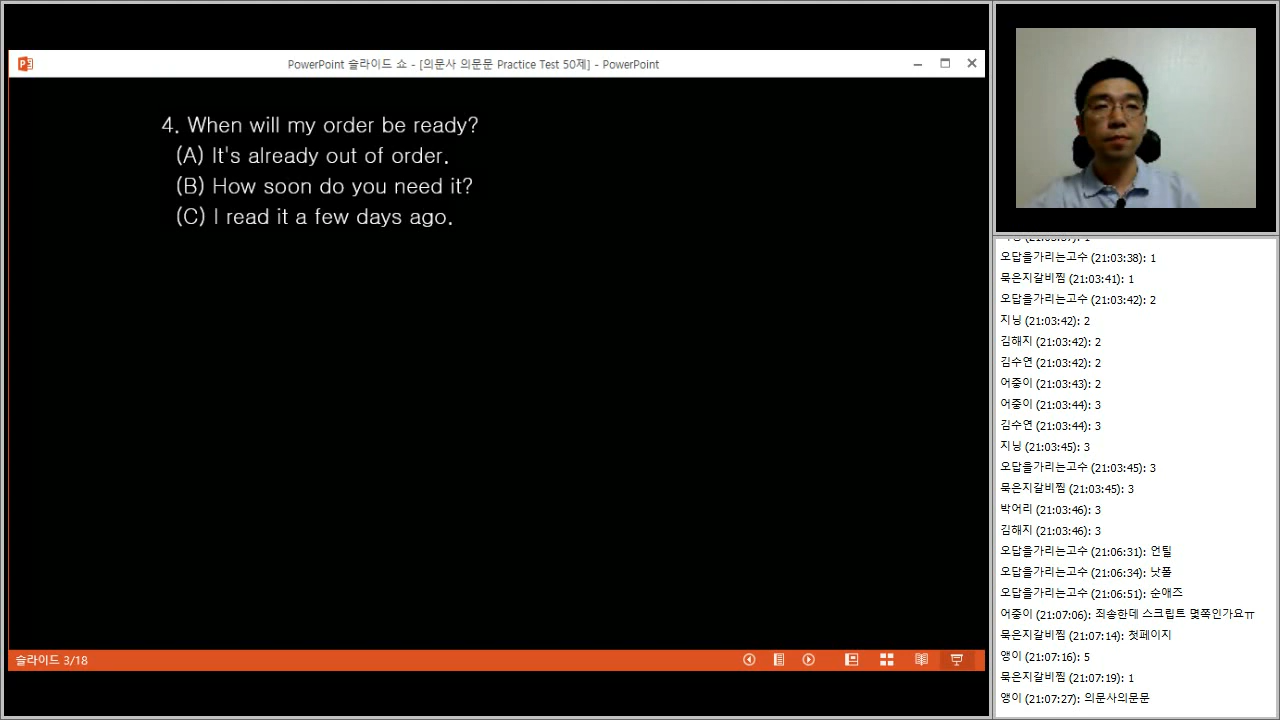 PowerPoint 슬라이드 쇼 - [의문사 의문문 Practice Test 50제] - PowerPoint
4. When will my order be ready?
(A) It's already out of order.
(B) How soon do you need it?
(C) I read it a few days ago.
슬라이드 3/18
오답을가리는고수 (21:03:38): 1
묵은지갈비찜 (21:03:41): 1
오답을가리는고수 (21:03:42): 2
지닝 (21:03:42): 2
김해지 (21:03:42): 2
김수연 (21:03:42): 2
어중이 (21:03:43): 2
어중이 (21:03:44): 3
김수연 (21:03:44): 3
지닝 (21:03:45): 3
오답을가리는고수 (21:03:45): 3
묵은지갈비찜 (21:03:45): 3
박어리 (21:03:46): 3
김해지 (21:03:46): 3
오답을가리는고수 (21:06:31): 언틸
오답을가리는고수 (21:06:34): 낫폴
오답을가리는고수 (21:06:51): 순애즈
어중이 (21:07:06): 죄송한데 스크립트 몇쪽인가요ㅠ
묵은지갈비찜 (21:07:14): 첫페이지
앵이 (21:07:16): 5
묵은지갈비찜 (21:07:19): 1
앵이 (21:07:27): 의문사의문문